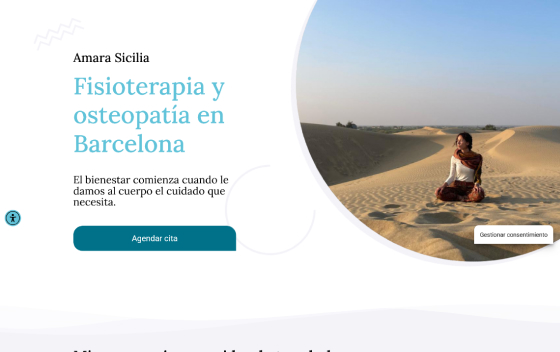 Amara Sicilia
Fisioterapia y
osteopatía en
Barcelona
El bienestar comienza cuando le
damos al cuerpo el cuidado que
necesita.
Agendar cita
Gestionar consentimiento